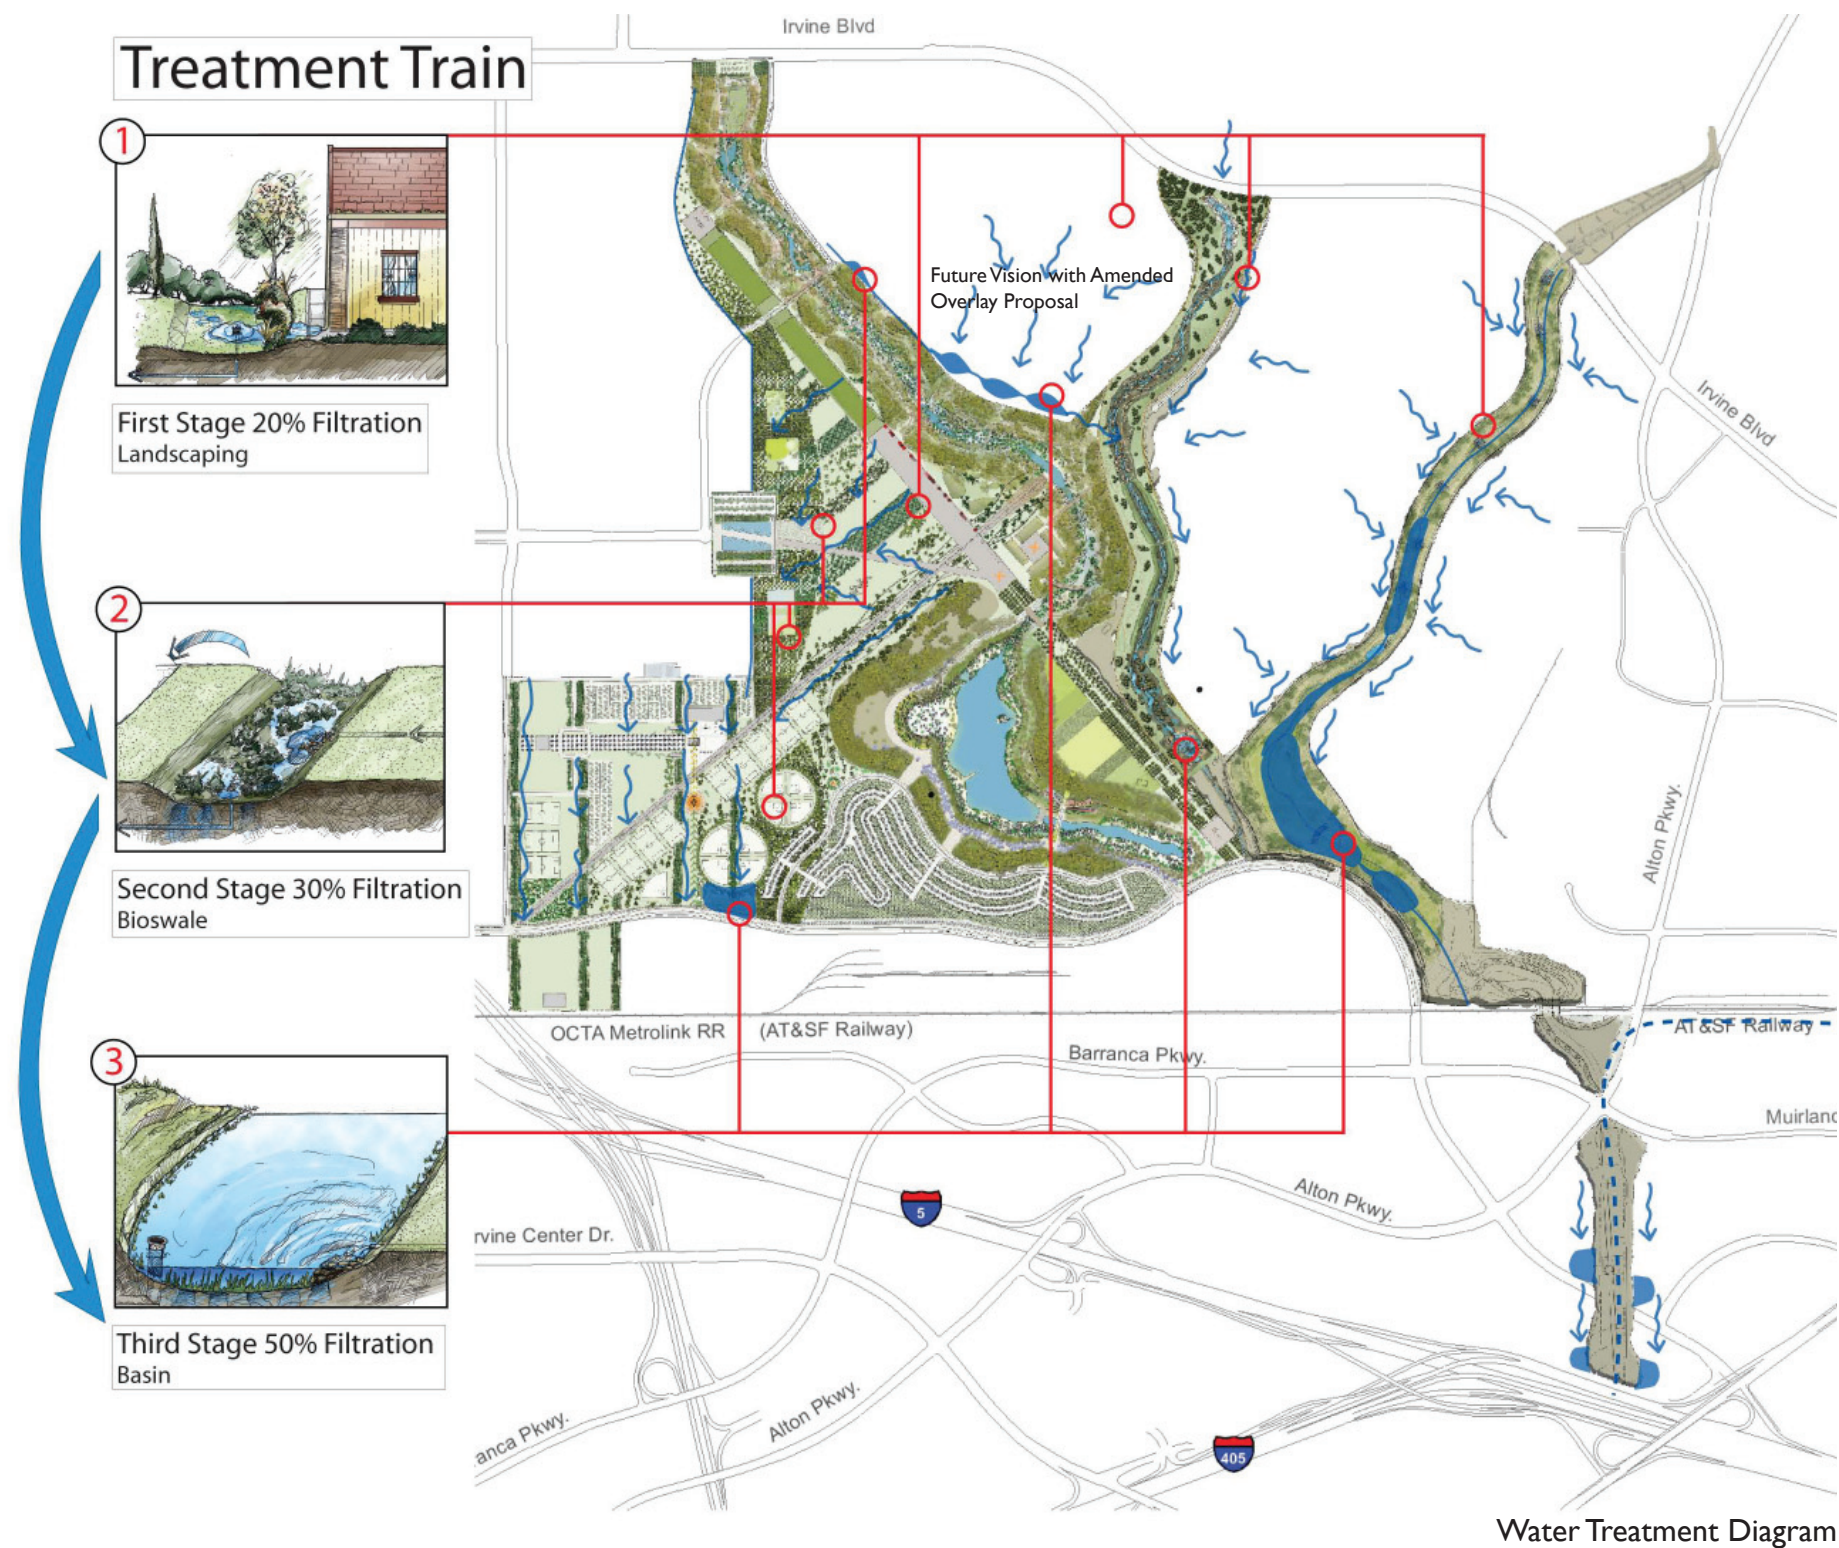 Irvine Blvd
Treatment Train
1
First Stage 20% Filtration
Landscaping
Future Vision with Amended
Overlay Proposal
Irvine Blvd
2
Second Stage 30% Filtration
Bioswale
Alton Pkwy.
OCTA Metrolink RR
(AT&SF Railway)
AT&SF Railway
Barranca Pkwy.
3
Muirlanc
Alton Pkwy.
5
rvine Center Dr.
Third Stage 50% Filtration
Basin
Alton Pkwy.
anca Pkwy.
405
Water Treatment Diagram